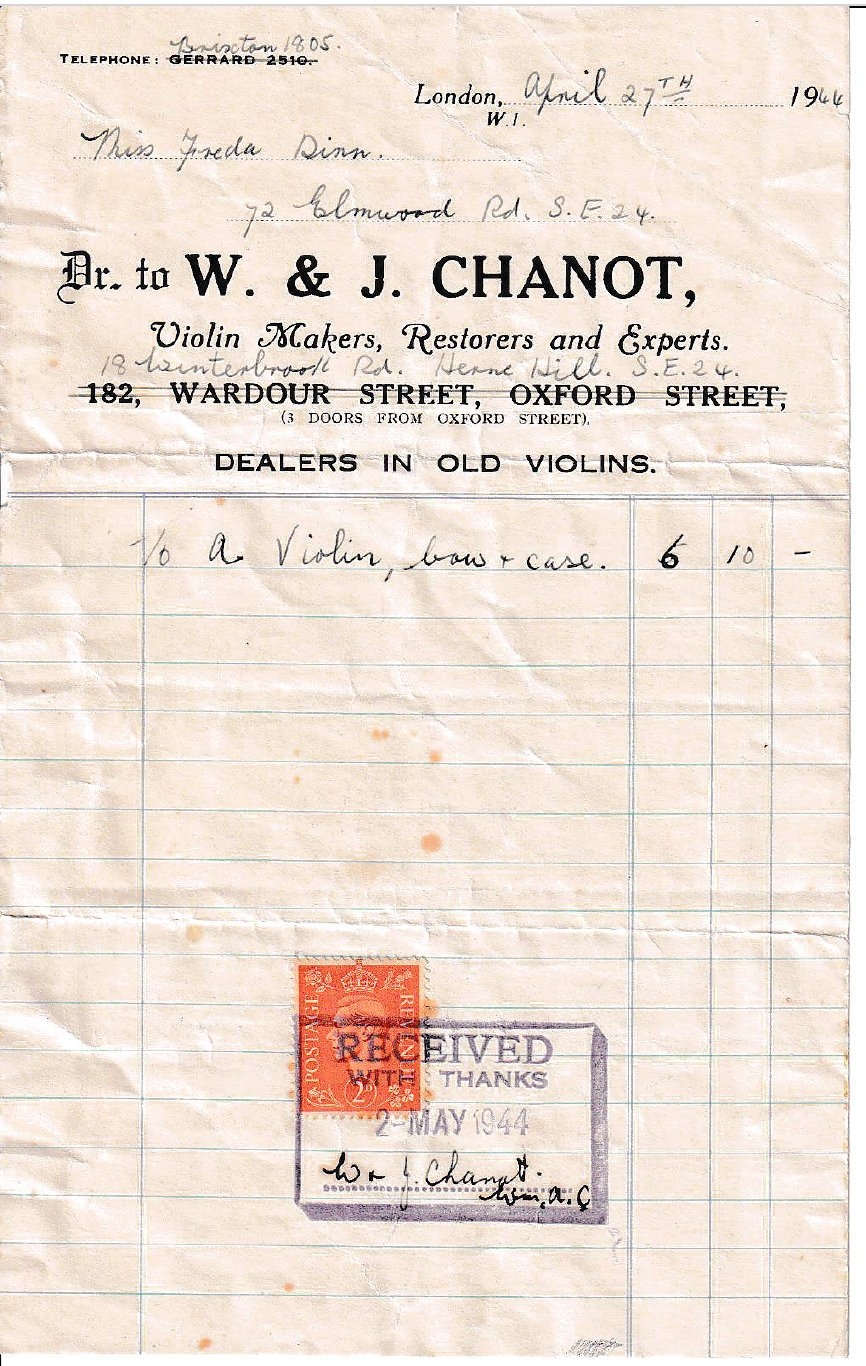 Brixton 1805.
TELEPHONE: GERRARD 2510.
London, April 27TH 1944
W.1.
Miss Freda Dinn.
72 Elmwood Rd. S.E. 24.
Dr. to W. & J. CHANOT,
Violin Makers, Restorers and Experts.
18 Winterbrook Rd. Herne Hill. S.E. 24.
182, WARDOUR STREET, OXFORD STREET,
(3 DOORS FROM OXFORD STREET).
DEALERS IN OLD VIOLINS.
To A Violin, bow + case. 6 10 -
POSTAGE REVENUE
2D
RECEIVED
WITH THANKS
2-MAY 1944
W & J. Chanot.
Wm. A. C